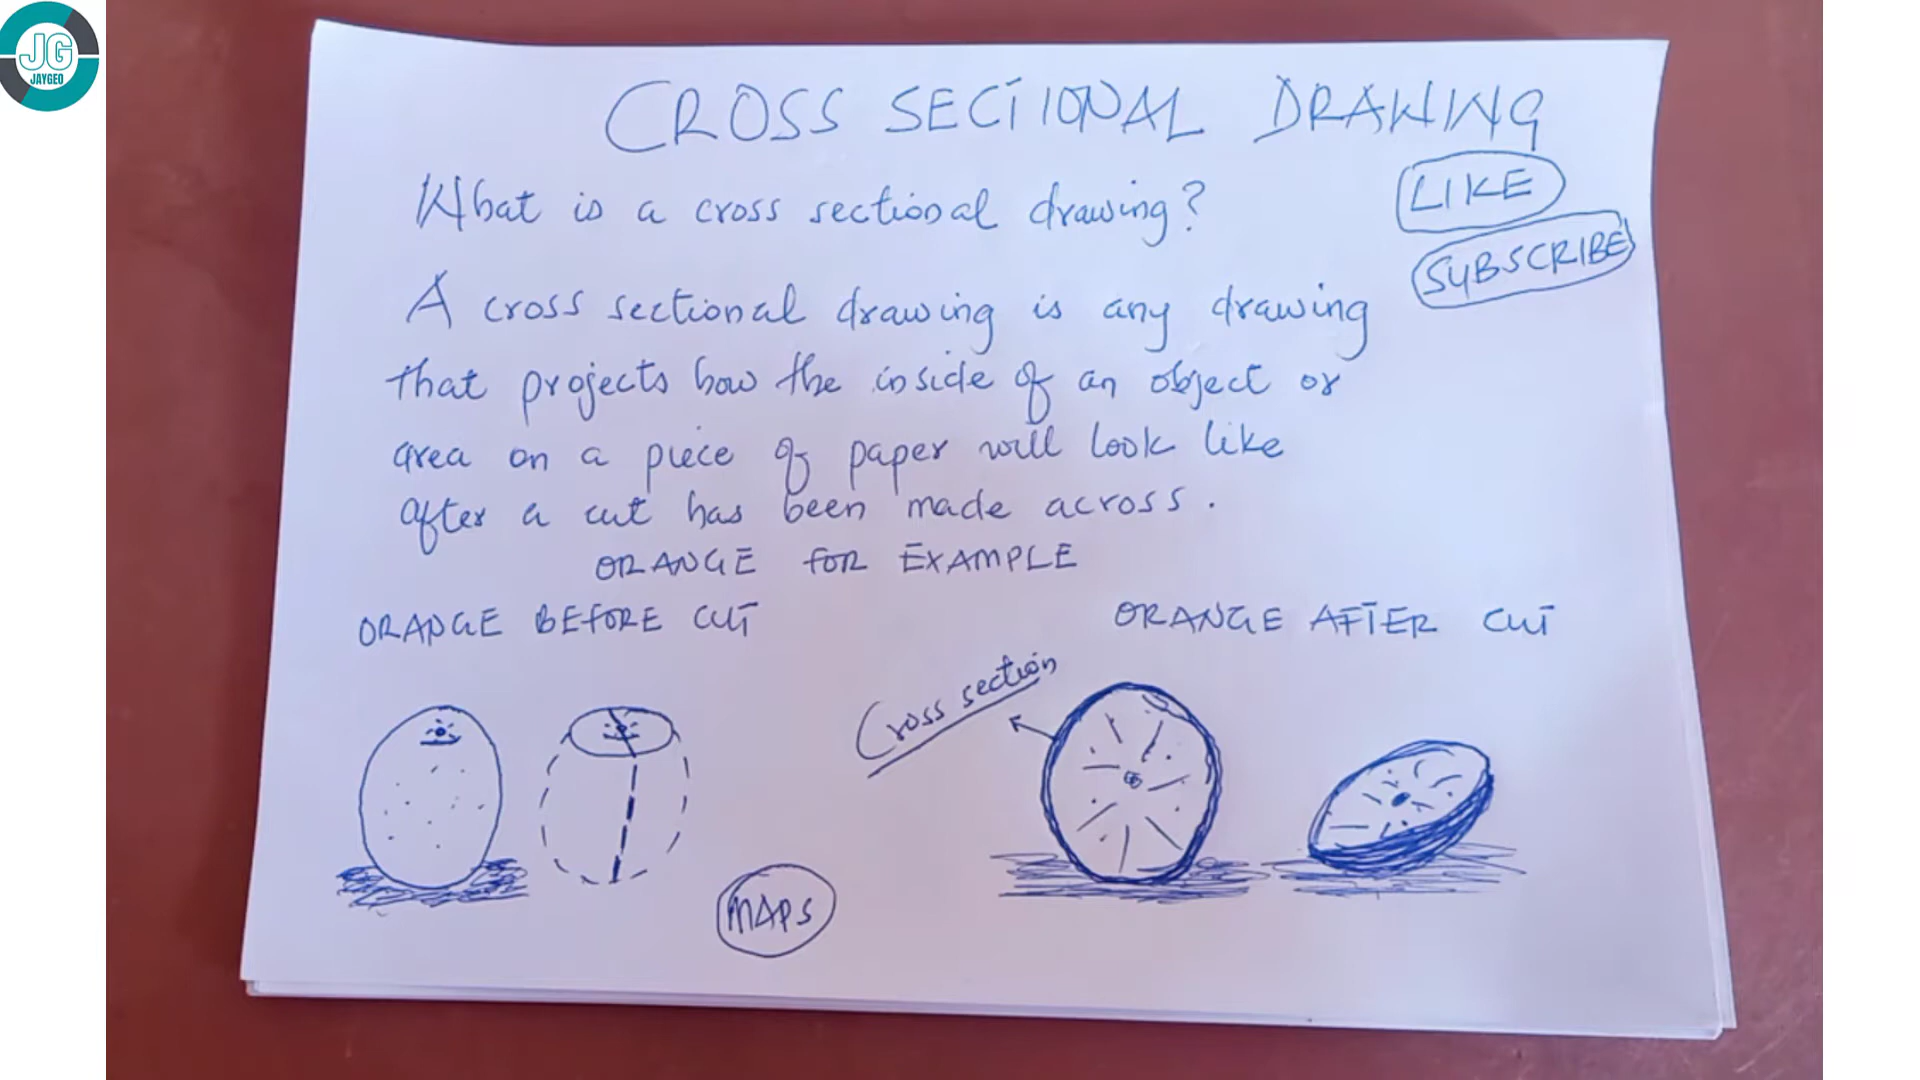 JG
JAYGEO
CROSS SECTIONAL DRAWING
What is a cross sectional drawing?
LIKE
SUBSCRIBE
A cross sectional drawing is any drawing
that projects how the inside of an object or
area on a piece of paper will look like
after a cut has been made across.
ORANGE FOR EXAMPLE
ORANGE BEFORE CUT
ORANGE AFTER CUT
Cross section
MAPS